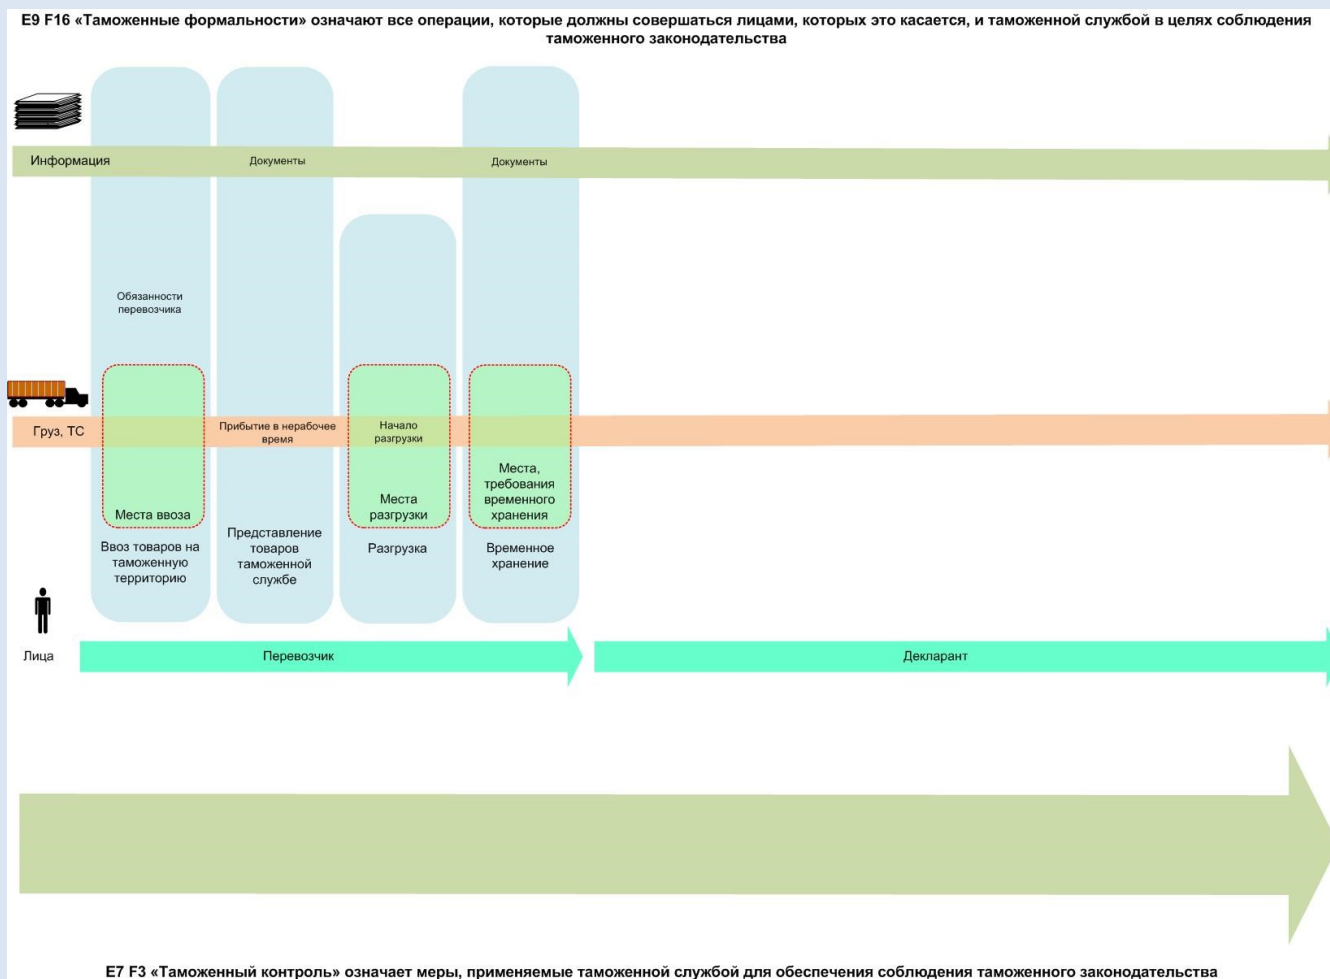 E9 F16 «Таможенные формальности» означают все операции, которые должны совершаться лицами, которых это касается, и таможенной службой в целях соблюдения
таможенного законодательства
Информация
Документы
Документы
Обязанности
перевозчика
Груз, ТС
Прибытие в нерабочее
время
Начало
разгрузки
Места ввоза
Места
разгрузки
Места,
требования
временного
хранения
Ввоз товаров на
таможенную
территорию
Представление
товаров
таможенной
службе
Разгрузка
Временное
хранение
Лица
Перевозчик
Декларант
E7 F3 «Таможенный контроль» означает меры, применяемые таможенной службой для обеспечения соблюдения таможенного законодательства